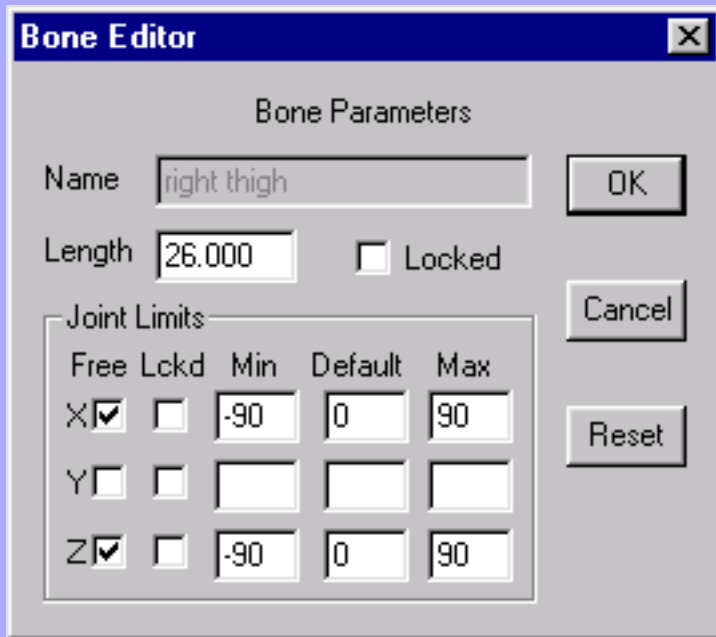 Bone Editor
Bone Parameters
Name right thigh OK
Length 26.000 Locked
Cancel
Joint Limits
Free Lckd Min Default Max
X -90 0 90
Reset
Y
Z -90 0 90